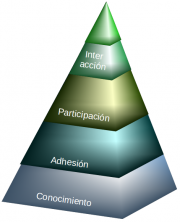 Inter
acción
Participación
Adhesión
Conocimiento